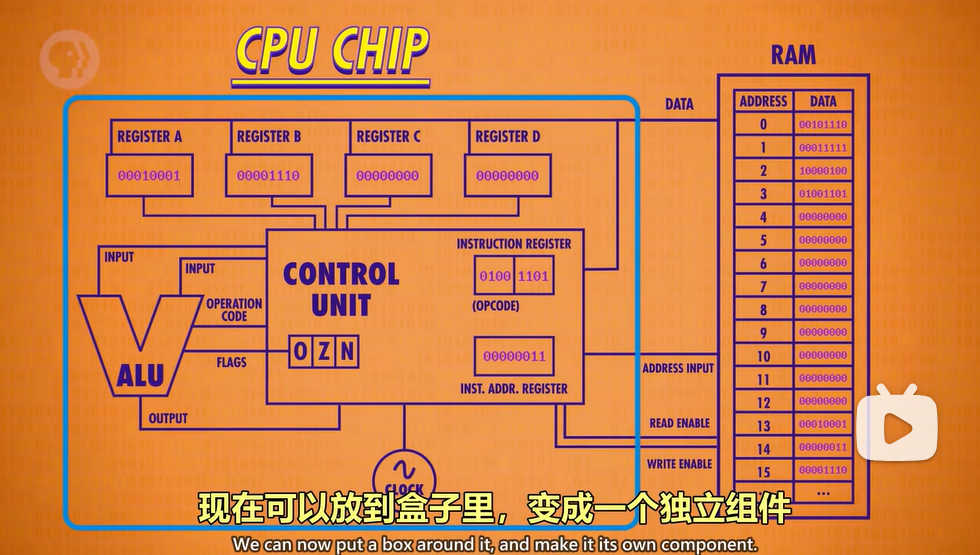 CPU CHIP
RAM
DATA
ADDRESS DATA
0 00101110
1 00011111
2 10000100
3 01001101
4 00000000
5 00000000
6 00000000
7 00000000
8 00000000
9 00000000
10 00000000
11 00000000
12 00000000
13 00010001
14 00000011
15 00001110
...
REGISTER A
00010001
REGISTER B
00001110
REGISTER C
00000000
REGISTER D
00000000
CONTROL
UNIT
INSTRUCTION REGISTER
0100 1101
(OPCODE)
00000011
INST. ADDR. REGISTER
O Z N
INPUT
INPUT
OPERATION
CODE
FLAGS
ALU
OUTPUT
CLOCK
ADDRESS INPUT
READ ENABLE
WRITE ENABLE
现在可以放到盒子里，变成一个独立组件
We can now put a box around it, and make it its own component.